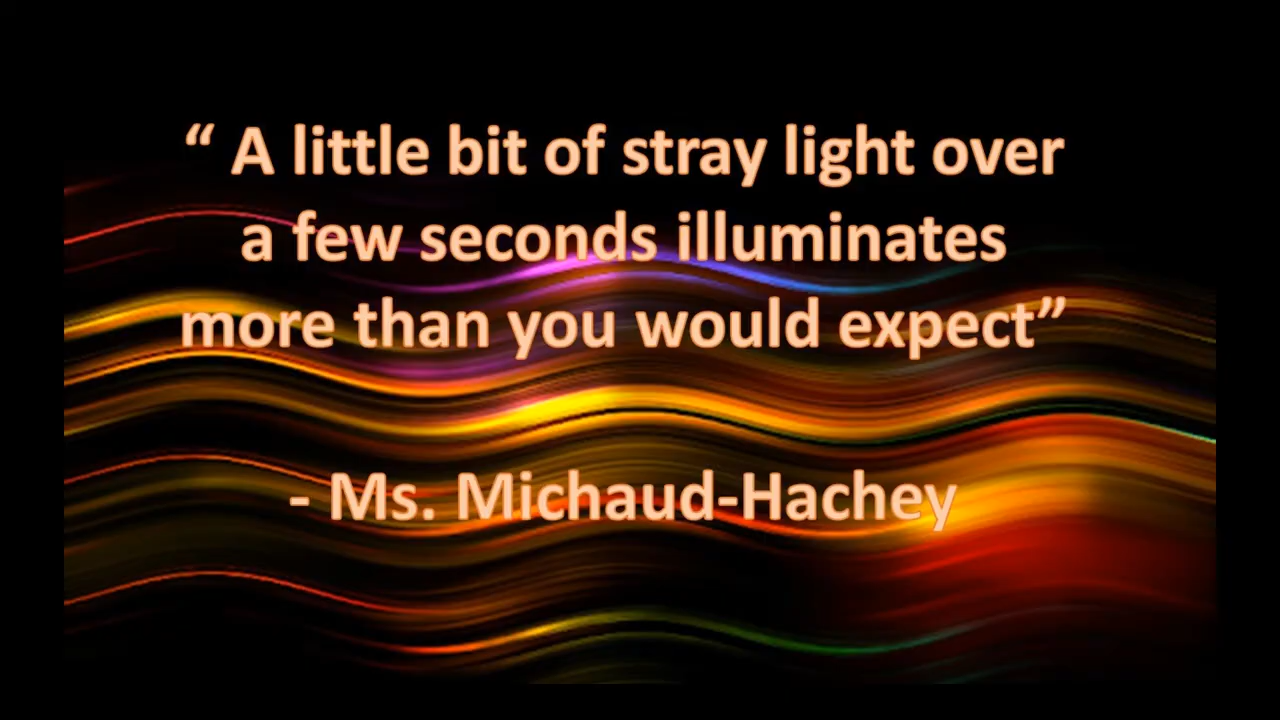 “ A little bit of stray light over
a few seconds illuminates
more than you would expect”
- Ms. Michaud-Hachey